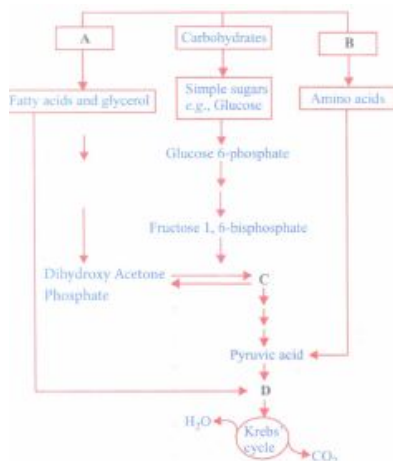 A
Carbohydrates
B
Fatty acids and glycerol
Simple sugars
e.g., Glucose
Amino acids
Glucose 6-phosphate
Fructose 1, 6-bisphosphate
Dihydroxy Acetone
Phosphate
C
Pyruvic acid
D
H₂O
Krebs'
cycle
CO₂